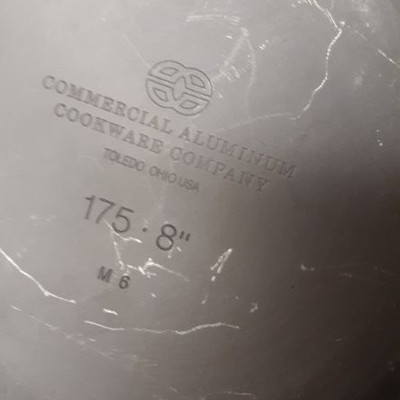 COMMERCIAL ALUMINUM
COOKWARE COMPANY
TOLEDO OHIO USA
175 · 8"
M 6